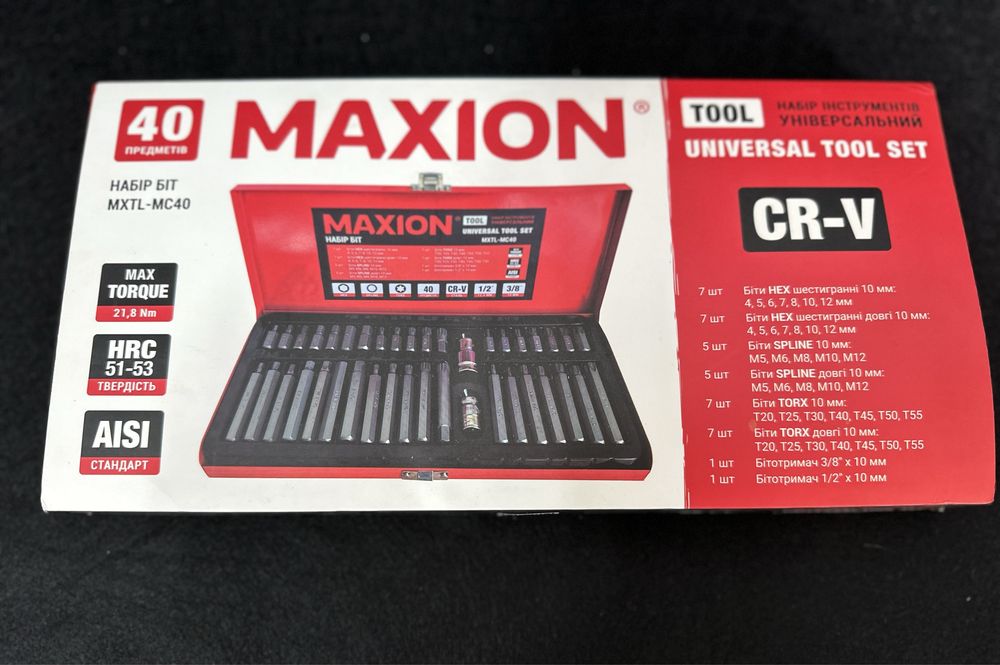 40
ПРЕДМЕТІВ
MAXION®
НАБІР БІТ
MXTL-MC40
MAX
TORQUE
21,8 Nm
HRC
51-53
ТВЕРДІСТЬ
AISI
СТАНДАРТ
MAXION
TOOL
НАБІР ІНСТРУМЕНТІВ
УНІВЕРСАЛЬНИЙ
UNIVERSAL TOOL SET
НАБІР БІТ
MXTL-MC40
AISI
40
CR-V
1/2"
3/8"
TOOL
НАБІР ІНСТРУМЕНТІВ
УНІВЕРСАЛЬНИЙ
UNIVERSAL TOOL SET
CR-V
7 шт Біти HEX шестигранні 10 мм:
4, 5, 6, 7, 8, 10, 12 мм
7 шт Біти HEX шестигранні довгі 10 мм:
4, 5, 6, 7, 8, 10, 12 мм
5 шт Біти SPLINE 10 мм:
M5, M6, M8, M10, M12
5 шт Біти SPLINE довгі 10 мм:
M5, M6, M8, M10, M12
7 шт Біти TORX 10 мм:
T20, T25, T30, T40, T45, T50, T55
7 шт Біти TORX довгі 10 мм:
T20, T25, T30, T40, T45, T50, T55
1 шт Бітотримач 3/8" x 10 мм
1 шт Бітотримач 1/2" x 10 мм